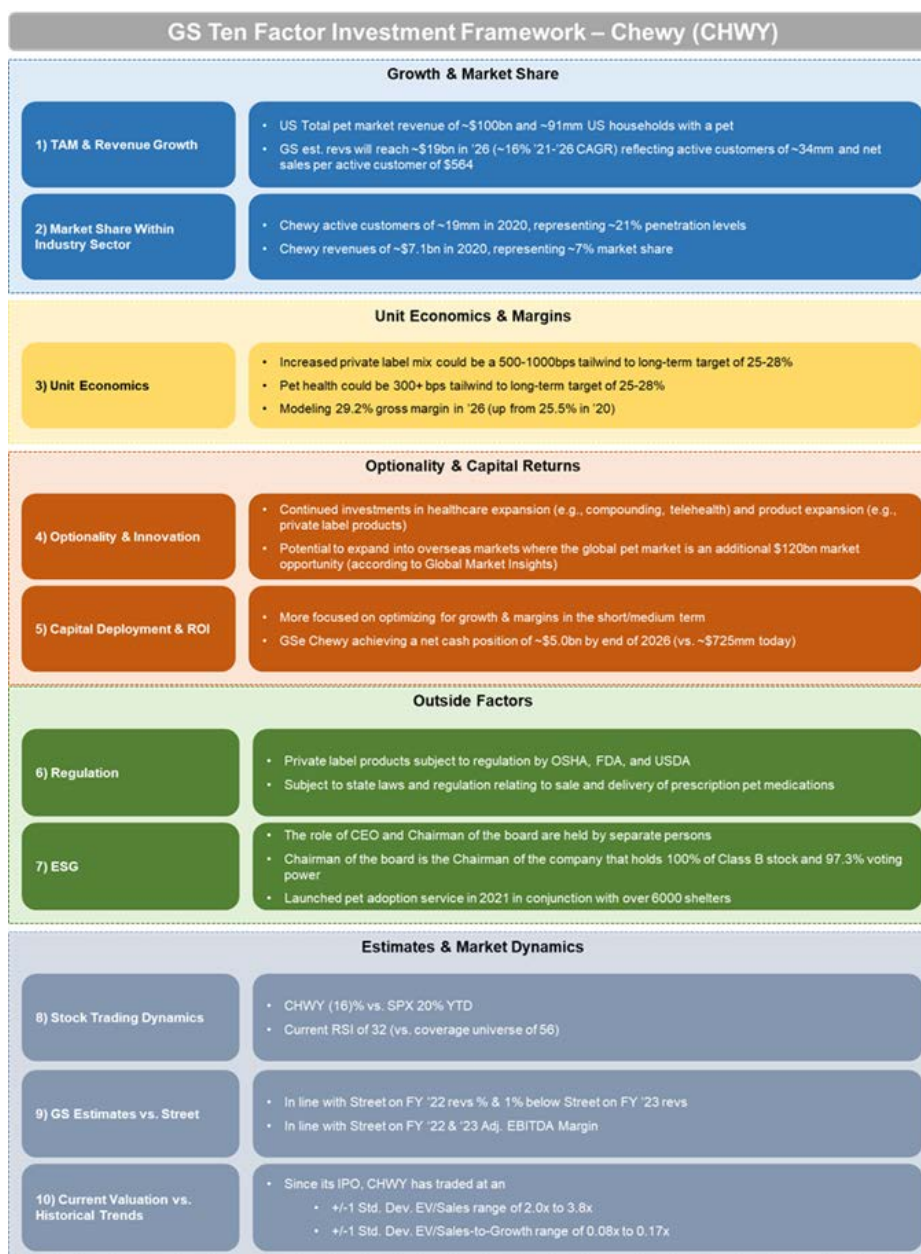 GS Ten Factor Investment Framework – Chewy (CHWY)
Growth & Market Share
1) TAM & Revenue Growth
• US Total pet market revenue of ~$100bn and ~91mm US households with a pet
• GS est. revs will reach ~$19bn in '26 (~16% '21-'26 CAGR) reflecting active customers of ~34mm and net
sales per active customer of $564
2) Market Share Within
Industry Sector
• Chewy active customers of ~19mm in 2020, representing ~21% penetration levels
• Chewy revenues of ~$7.1bn in 2020, representing ~7% market share
Unit Economics & Margins
3) Unit Economics
• Increased private label mix could be a 500-1000bps tailwind to long-term target of 25-28%
• Pet health could be 300+ bps tailwind to long-term target of 25-28%
• Modeling 29.2% gross margin in '26 (up from 25.5% in '20)
Optionality & Capital Returns
4) Optionality & Innovation
• Continued investments in healthcare expansion (e.g., compounding, telehealth) and product expansion (e.g.,
private label products)
• Potential to expand into overseas markets where the global pet market is an additional $120bn market
opportunity (according to Global Market Insights)
5) Capital Deployment & ROI
• More focused on optimizing for growth & margins in the short/medium term
• GSe Chewy achieving a net cash position of ~$5.0bn by end of 2026 (vs. ~$725mm today)
Outside Factors
6) Regulation
• Private label products subject to regulation by OSHA, FDA, and USDA
• Subject to state laws and regulation relating to sale and delivery of prescription pet medications
7) ESG
• The role of CEO and Chairman of the board are held by separate persons
• Chairman of the board is the Chairman of the company that holds 100% of Class B stock and 97.3% voting
power
• Launched pet adoption service in 2021 in conjunction with over 6000 shelters
Estimates & Market Dynamics
8) Stock Trading Dynamics
• CHWY (16)% vs. SPX 20% YTD
• Current RSI of 32 (vs. coverage universe of 56)
9) GS Estimates vs. Street
• In line with Street on FY '22 revs % & 1% below Street on FY '23 revs
• In line with Street on FY '22 & '23 Adj. EBITDA Margin
10) Current Valuation vs.
Historical Trends
• Since its IPO, CHWY has traded at an
• +/-1 Std. Dev. EV/Sales range of 2.0x to 3.8x
• +/-1 Std. Dev. EV/Sales-to-Growth range of 0.08x to 0.17x